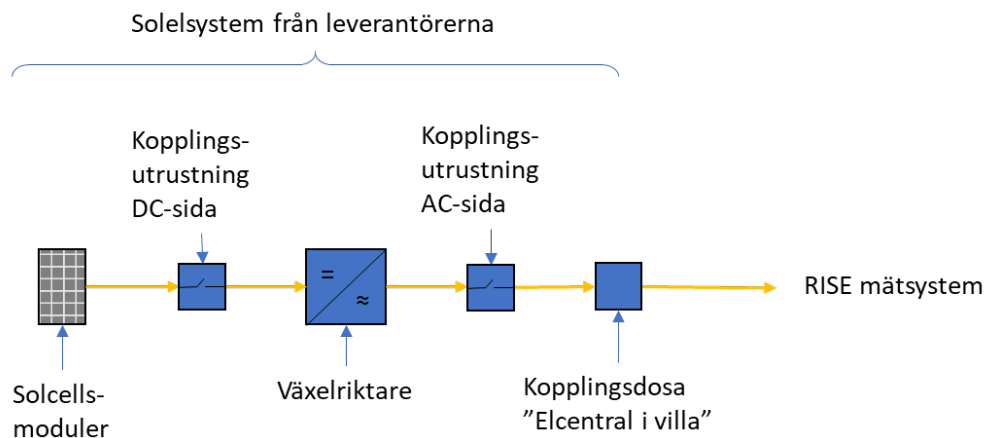 Solelsystem från leverantörerna
Kopplings-
utrustning
DC-sida
Kopplings-
utrustning
AC-sida
=
≈
RISE mätsystem
Solcells-
moduler
Växelriktare
Kopplingsdosa
”Elcentral i villa”